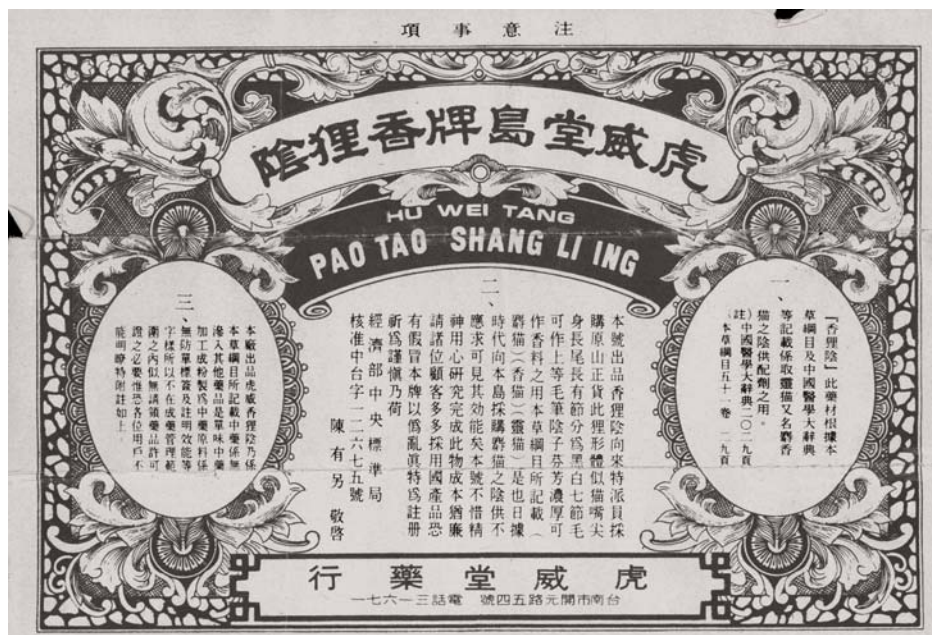 注意事項
虎威堂島牌香狸陰
HU WEI TANG
PAO TAO SHANG LI ING
一、
『香狸陰』此藥材根據本
草綱目及中國醫學大辭典
等記載係取靈猫又名麝香
猫之陰供配劑之用。
註）中國醫學大辭典二〇二九頁
、本草綱目五十一卷 一九頁
二、
本號出品香狸陰向來特派員採
購原山正貨此狸形體似猫嘴尖
身長尾長有節分為黑白七節毛
可作上等毛筆陰子芬芳濃厚可
作香料之用本草綱目所記載（
麝猫）（香猫）（靈猫）是也日據
時代向本島採購麝猫之陰供不
應求可見其效能矣本號不惜精
神用心研究完成此物成本猶廉
請諸位顧客多多採用國產品恐
有假冒本牌以偽亂眞特為註册
祈為謹愼乃荷
經濟部中央標準局
核准中台字一二六七五號
陳有另 敬啓
三、
本廠出品虎威香狸陰乃係
本草綱目所記載中藥係無
滲入其他藥品是單味中藥
加工成粉製為中藥原料係
無防單標簽及註明效能等
字樣所以不在成藥管理範
圍之內似無請領藥品許可
證之必要惟恐各位用戶不
能明瞭特附註如上。
虎威堂藥行
台南市開元路五四號 電話三一六七一